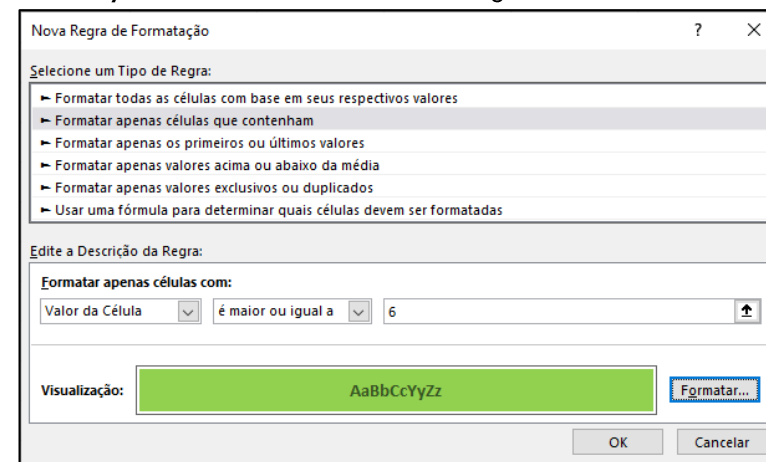 Nova Regra de Formatação ? ×
Selecione um Tipo de Regra:
► Formatar todas as células com base em seus respectivos valores
► Formatar apenas células que contenham
► Formatar apenas os primeiros ou últimos valores
► Formatar apenas valores acima ou abaixo da média
► Formatar apenas valores exclusivos ou duplicados
► Usar uma fórmula para determinar quais células devem ser formatadas
Edite a Descrição da Regra:
Formatar apenas células com:
Valor da Célula é maior ou igual a 6
Visualização: AaBbCcYyZz Formatar...
OK Cancelar